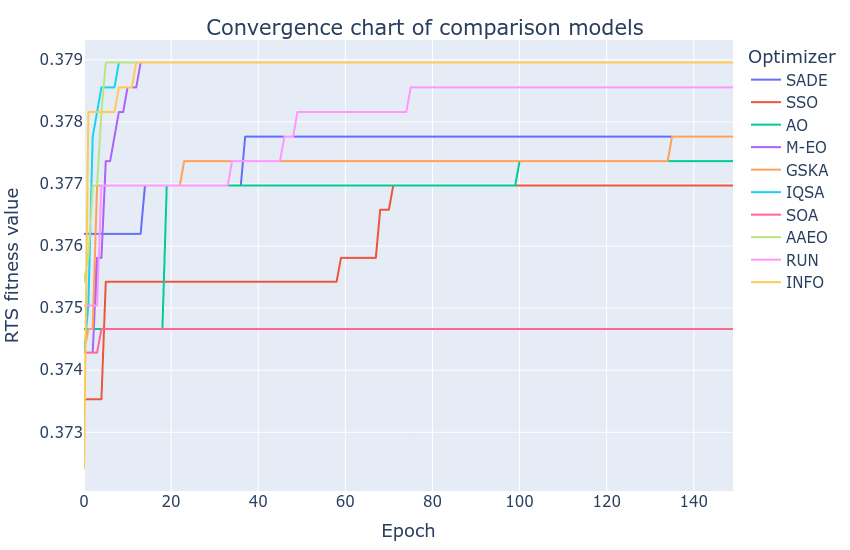 Convergence chart of comparison models
RTS fitness value
0.379
0.378
0.377
0.376
0.375
0.374
0.373
0
20
40
60
80
100
120
140
Epoch
Optimizer
SADE
SSO
AO
M-EO
GSKA
IQSA
SOA
AAEO
RUN
INFO